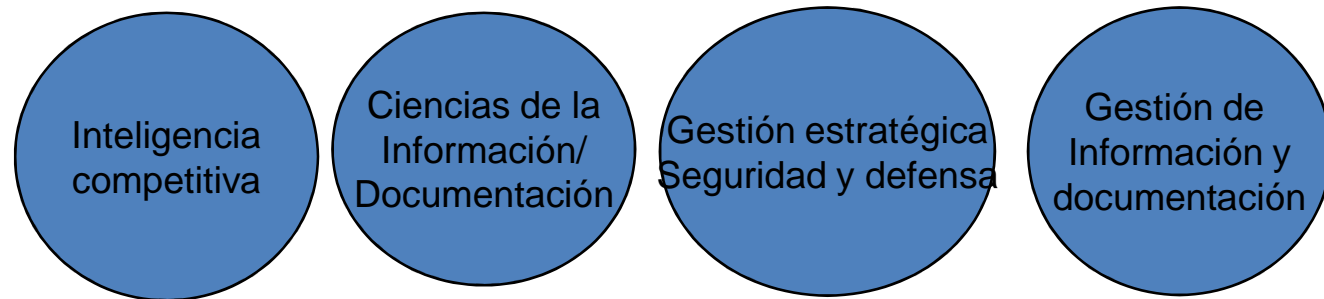 Inteligencia
competitiva
Ciencias de la
Información/
Documentación
Gestión estratégica
Seguridad y defensa
Gestión de
Información y
documentación